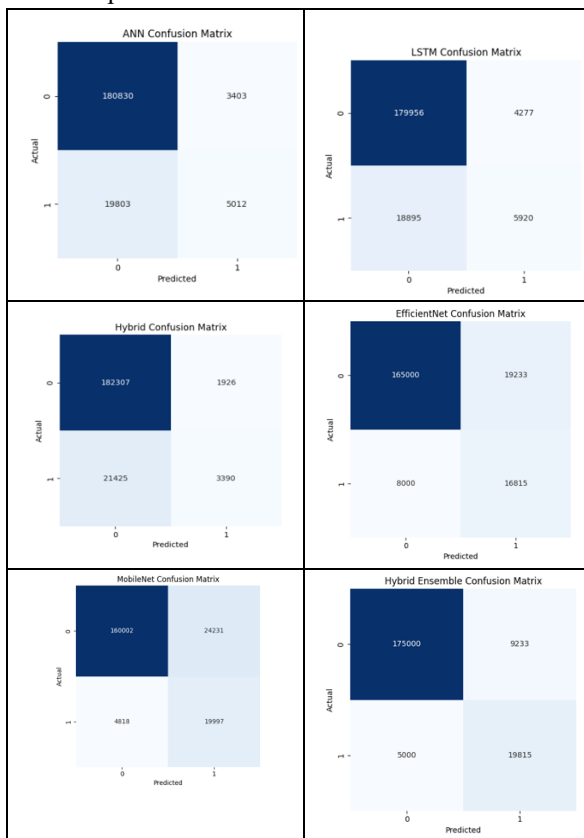 ANN Confusion Matrix
0
180830
3403
Actual
1
19803
5012
0
1
Predicted
LSTM Confusion Matrix
0
179956
4277
Actual
1
18895
5920
0
1
Predicted
Hybrid Confusion Matrix
0
182307
1926
Actual
1
21425
3390
0
1
Predicted
EfficientNet Confusion Matrix
0
165000
19233
Actual
1
8000
16815
0
1
Predicted
MobileNet Confusion Matrix
0
160002
24231
Actual
1
4818
19997
0
1
Predicted
Hybrid Ensemble Confusion Matrix
0
175000
9233
Actual
1
5000
19815
0
1
Predicted